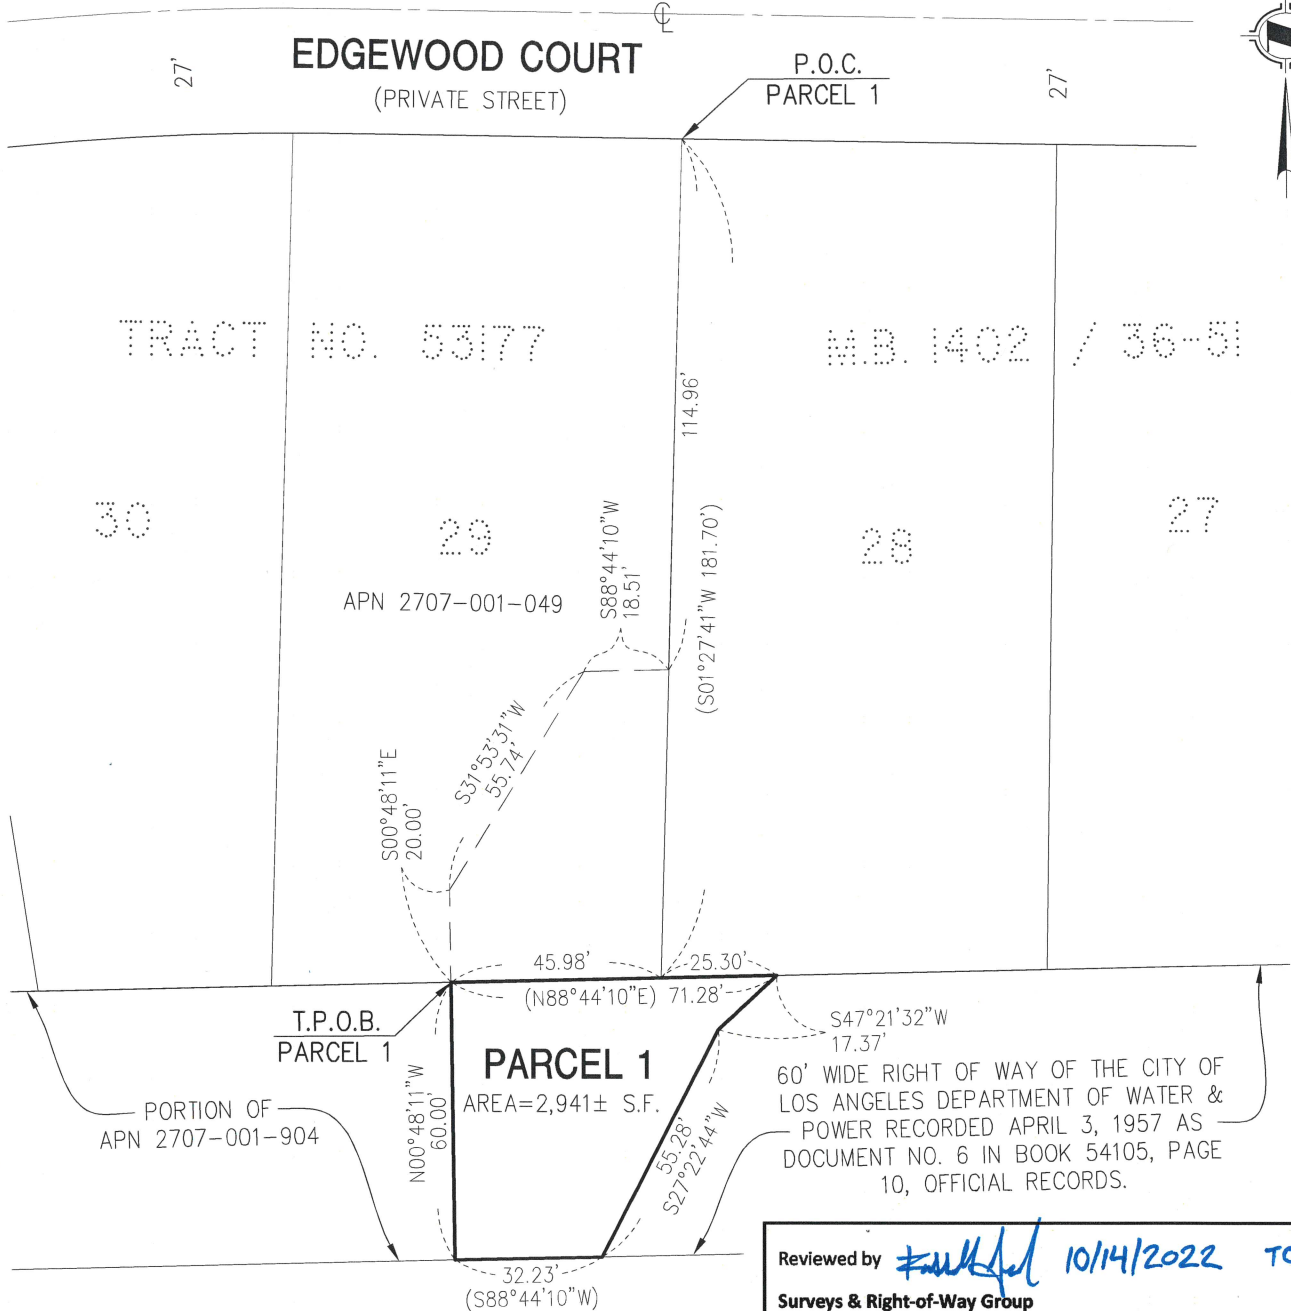 ℄
EDGEWOOD COURT
(PRIVATE STREET)
27'
P.O.C.
PARCEL 1
27'
TRACT NO. 53177
M.B. 1402 / 36-51
114.96'
30
29
28
27
APN 2707-001-049
S88°44'10"W
18.51'
(S01°27'41"W 181.70')
S31°53'31"W
55.74'
S00°48'11"E
20.00'
45.98'
25.30'
(N88°44'10"E) 71.28'
T.P.O.B.
PARCEL 1
S47°21'32"W
17.37'
PARCEL 1
AREA=2,941± S.F.
PORTION OF
APN 2707-001-904
N00°48'11"W
60.00'
55.28'
S27°22'44"W
60' WIDE RIGHT OF WAY OF THE CITY OF
LOS ANGELES DEPARTMENT OF WATER &
POWER RECORDED APRIL 3, 1957 AS
DOCUMENT NO. 6 IN BOOK 54105, PAGE
10, OFFICIAL RECORDS.
32.23'
(S88°44'10"W)
Reviewed by 10/14/2022
Surveys & Right-of-Way Group